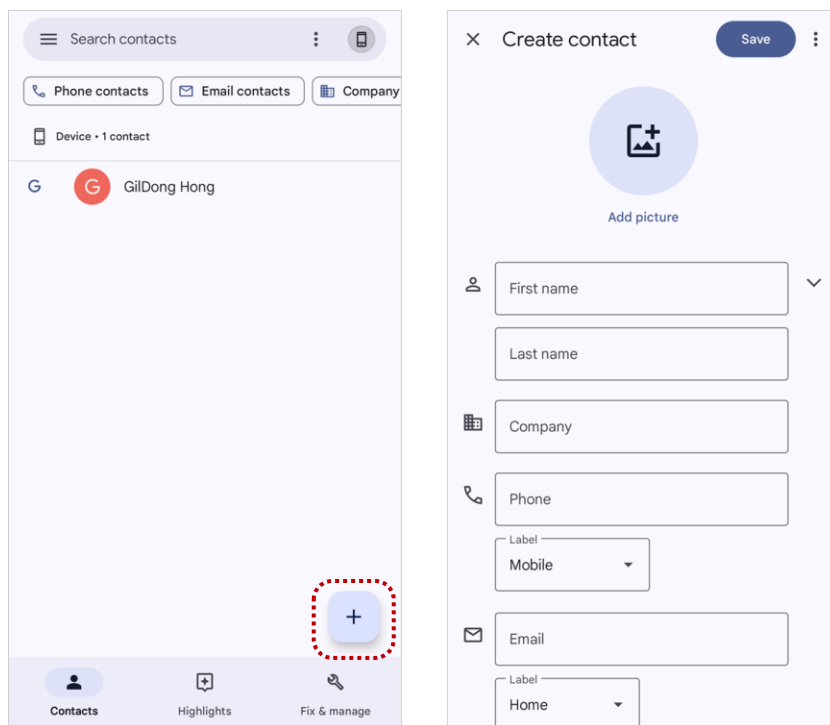 Search contacts
Phone contacts
Email contacts
Company
Device • 1 contact
G
G
GilDong Hong
Contacts
Highlights
Fix & manage
Create contact
Save
Add picture
First name
Last name
Company
Phone
Label
Mobile
Email
Label
Home